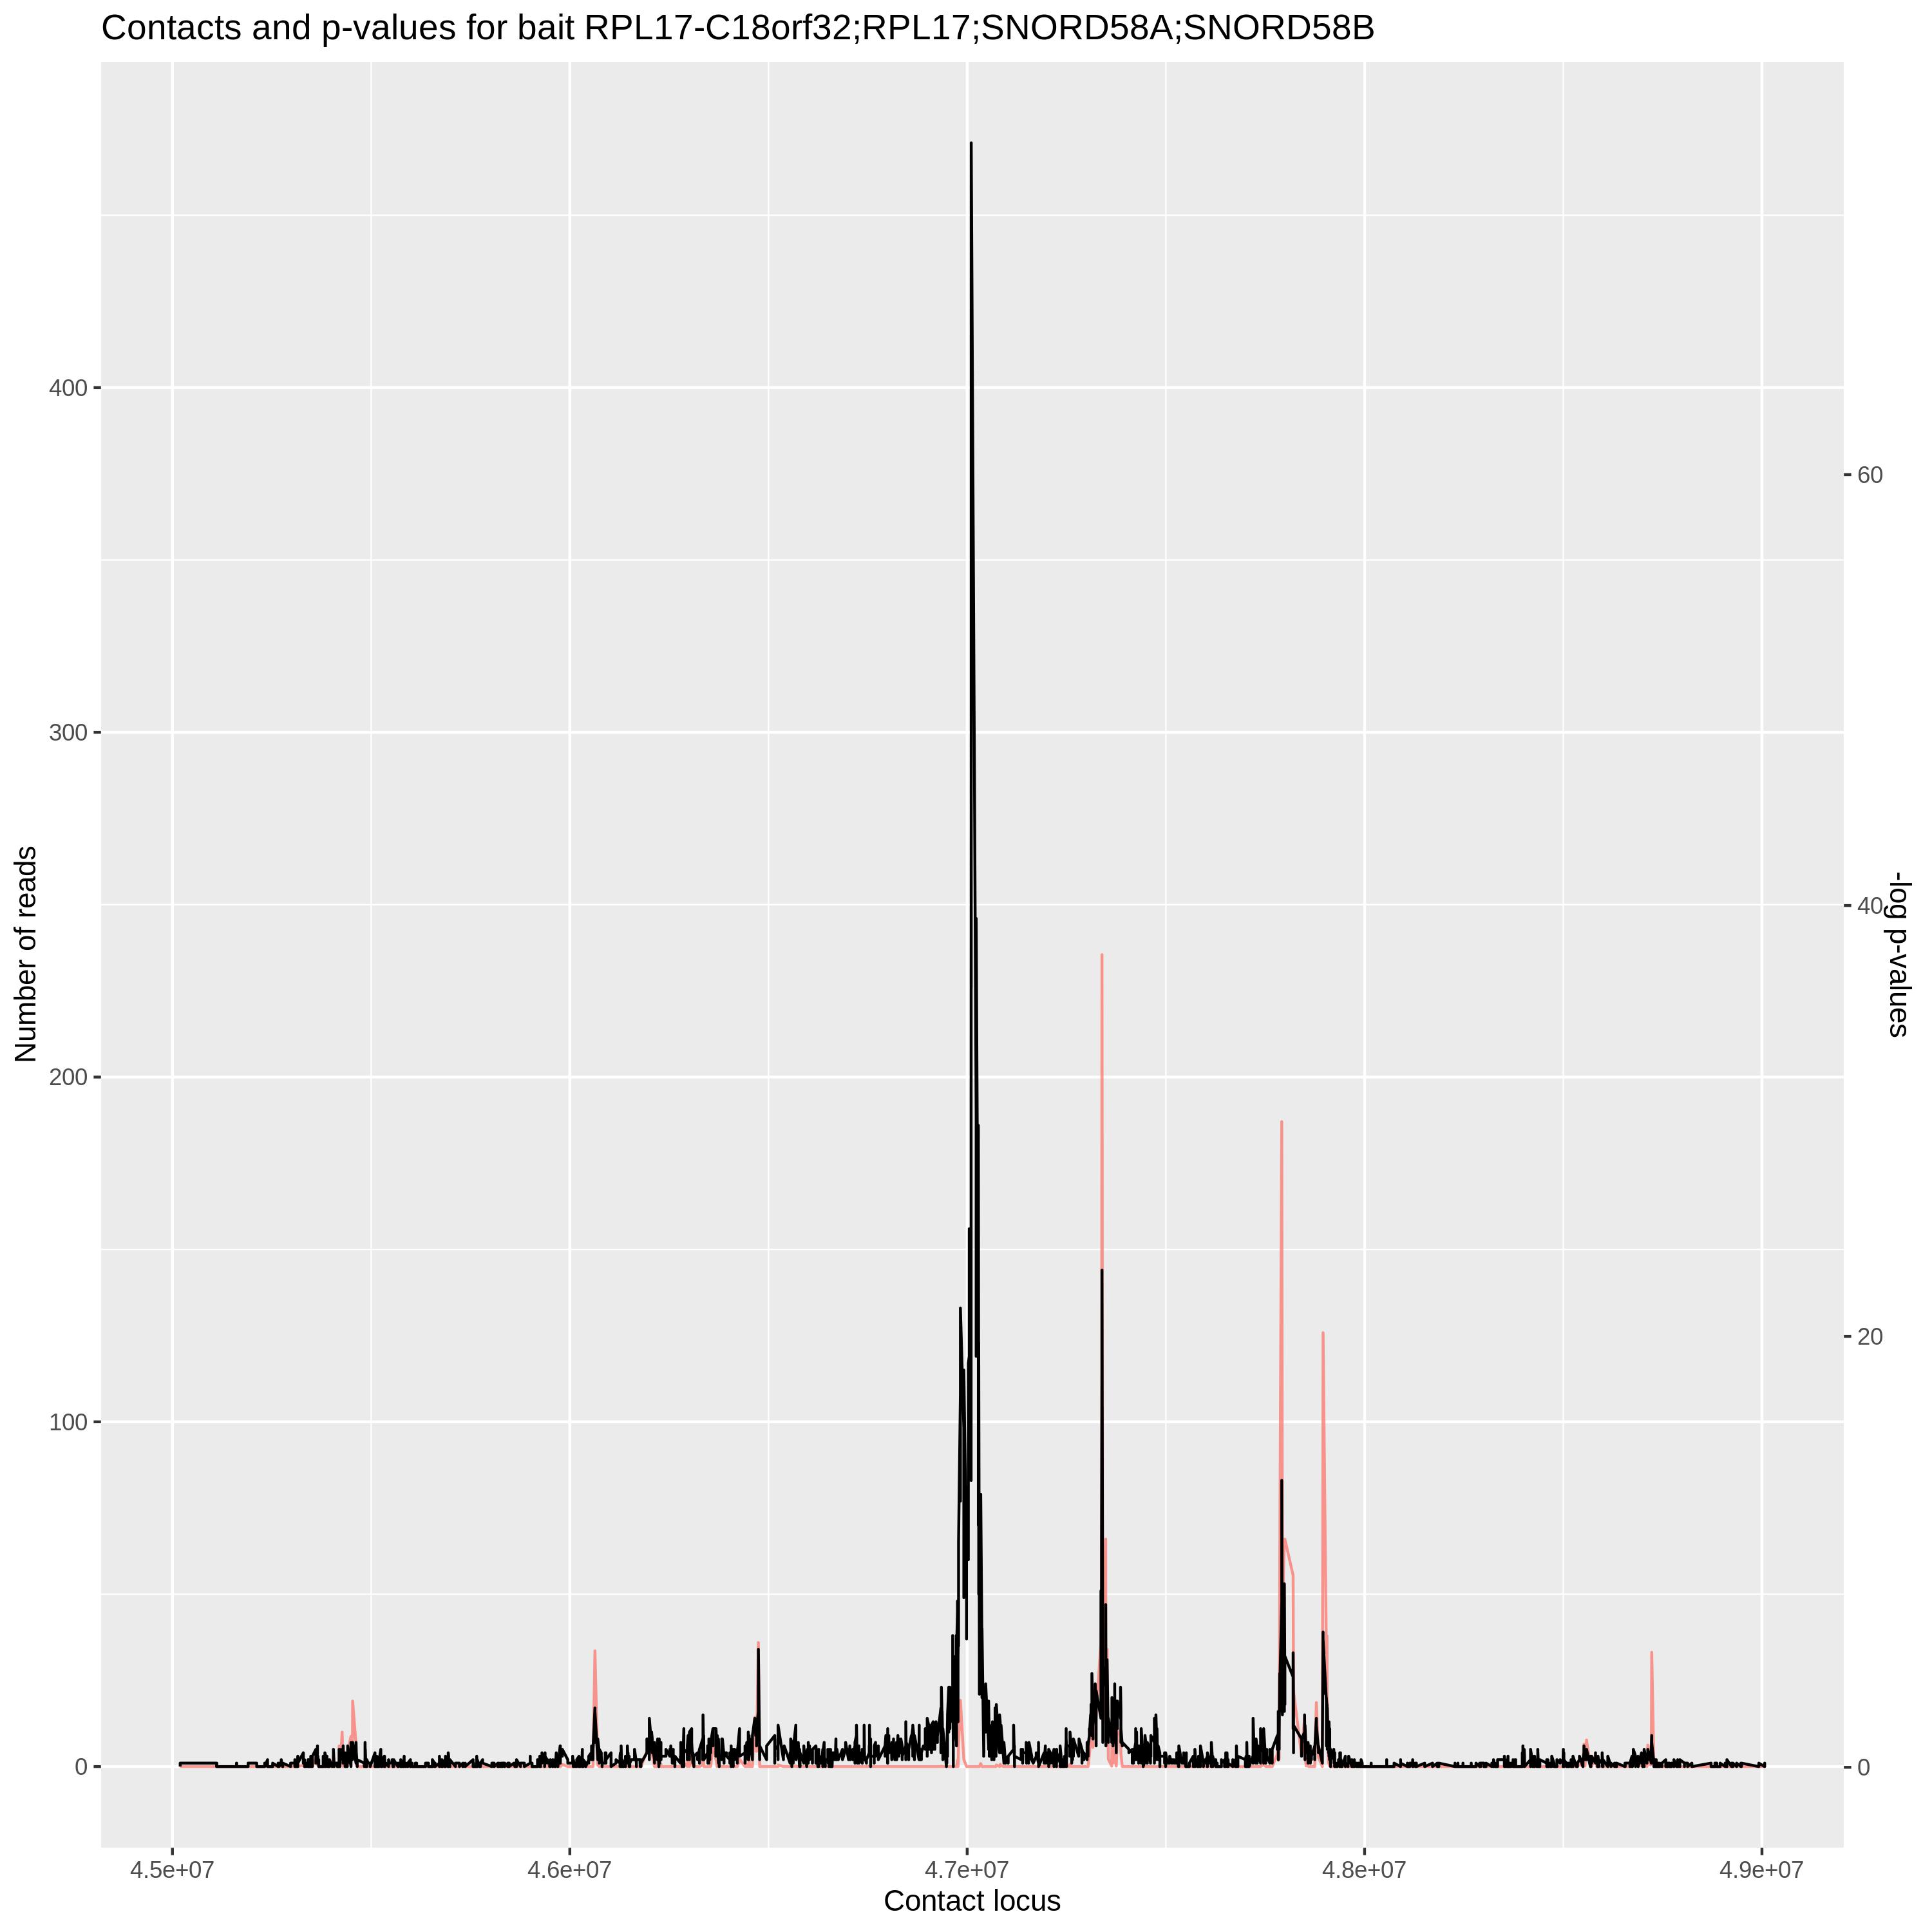 Contacts and p-values for bait RPL17-C18orf32;RPL17;SNORD58A;SNORD58B
400
300
200
100
0
Number of reads
60
40
20
0
-log p-values
4.5e+07
4.6e+07
4.7e+07
4.8e+07
4.9e+07
Contact locus